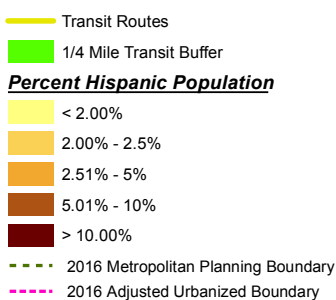 Transit Routes
1/4 Mile Transit Buffer
Percent Hispanic Population
< 2.00%
2.00% - 2.5%
2.51% - 5%
5.01% - 10%
> 10.00%
2016 Metropolitan Planning Boundary
2016 Adjusted Urbanized Boundary